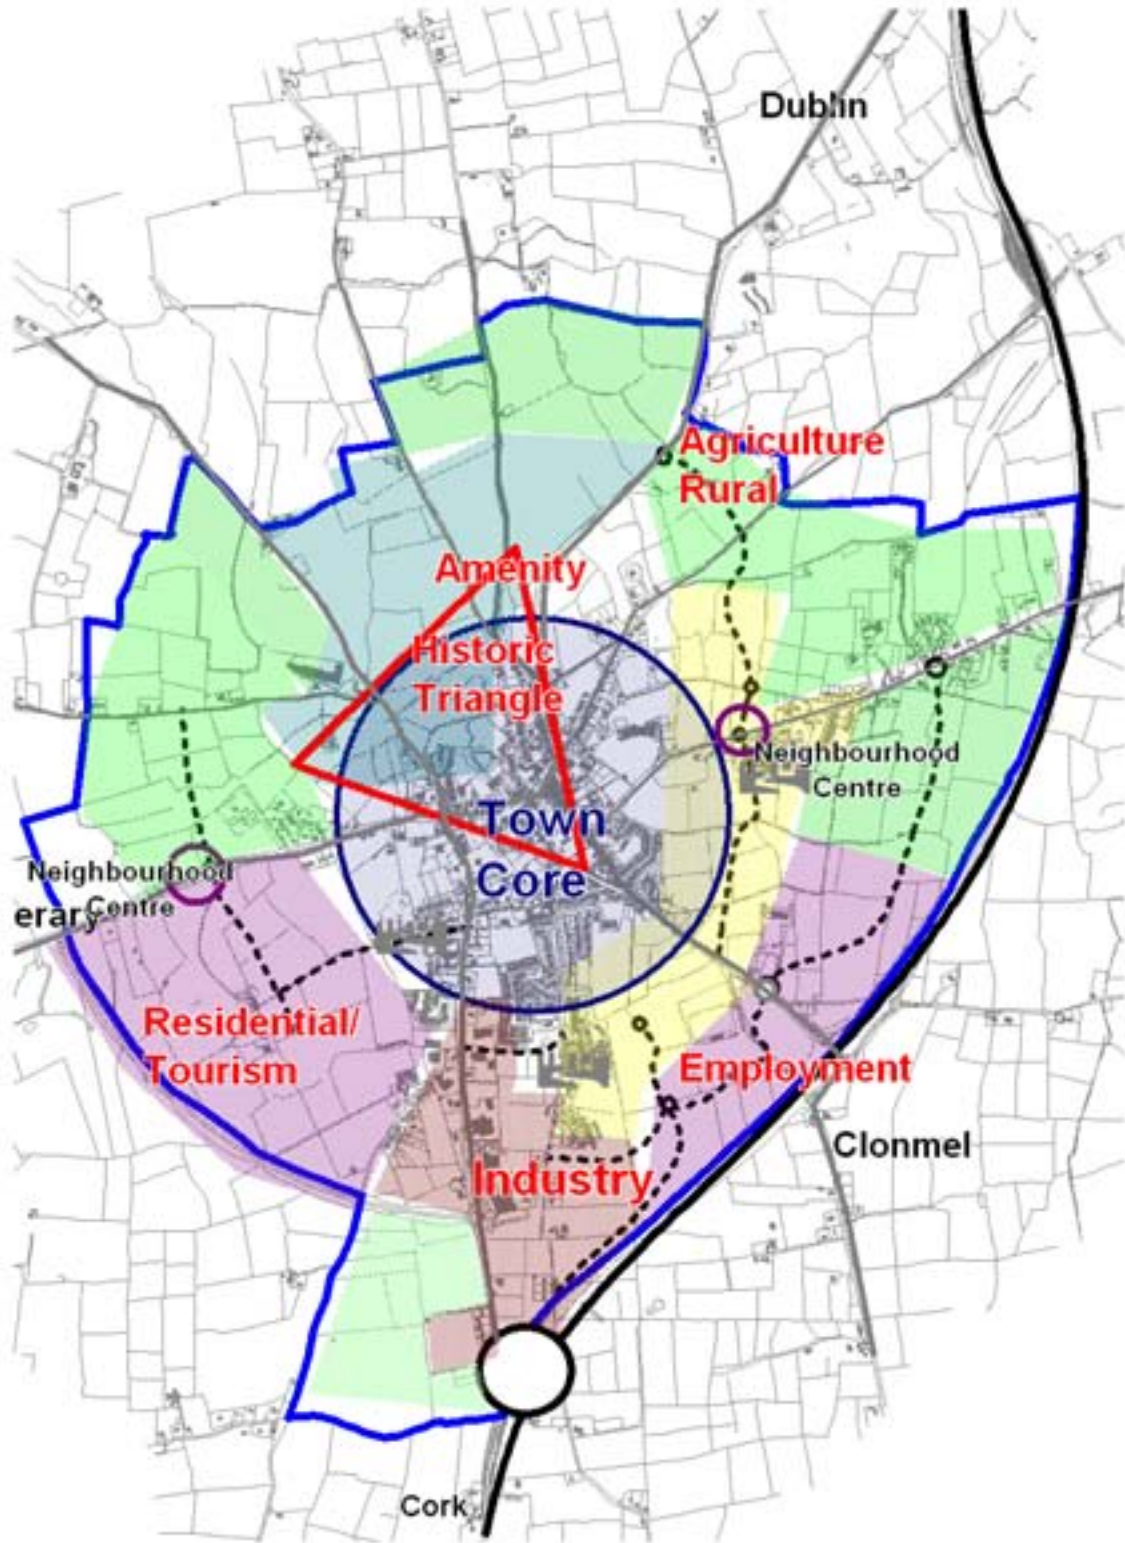 Dublin
Agriculture
Rural
Amenity
Historic
Triangle
Neighbourhood
Centre
Town
Core
Neighbourhood
Centre
erary
Residential/
Tourism
Employment
Clonmel
Industry
Cork